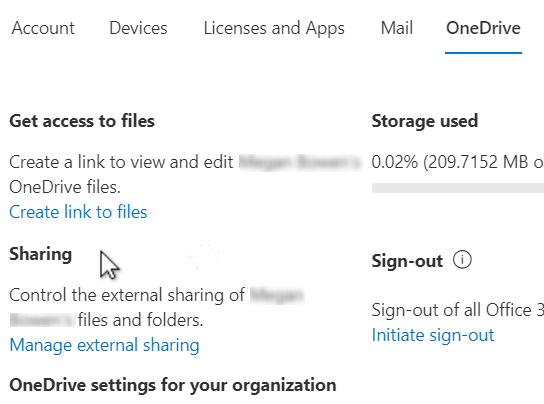 Account Devices Licenses and Apps Mail OneDrive
Get access to files
Create a link to view and edit
OneDrive files.
Create link to files
Sharing
Control the external sharing of
files and folders.
Manage external sharing
OneDrive settings for your organization
Storage used
0.02% (209.7152 MB o
Sign-out
Sign-out of all Office 3
Initiate sign-out